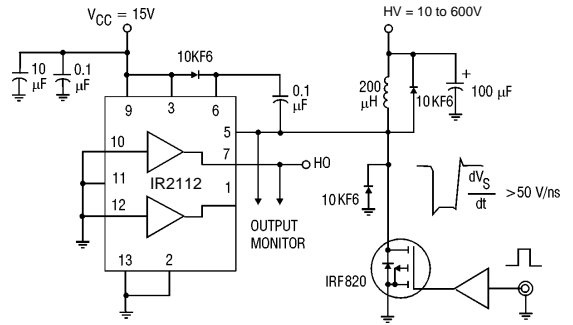 V_CC = 15V
HV = 10 to 600V
10KF6
10 μF
0.1 μF
9
3
6
0.1 μF
200 μH
10KF6
+
100 μF
5
10
7
HO
11
IR2112
1
12
OUTPUT MONITOR
10KF6
dV_S
dt
>50 V/ns
13
2
IRF820